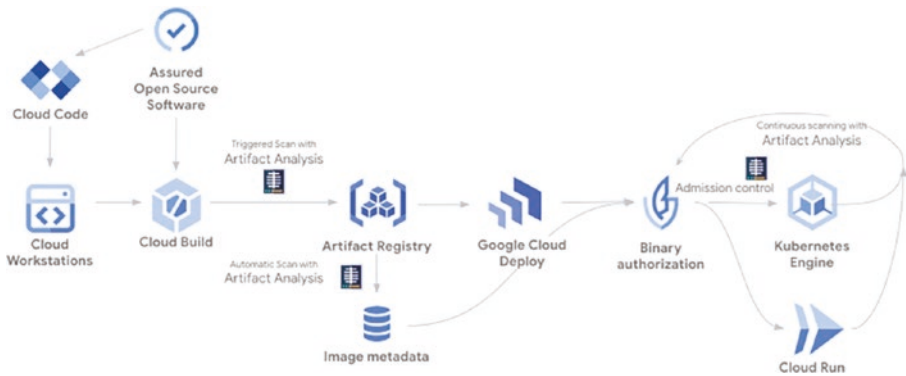 Assured
Open Source
Software
Cloud Code
Triggered Scan with
Artifact Analysis
Continuous scanning with
Artifact Analysis
Admission control
Cloud
Workstations
Cloud Build
Artifact Registry
Google Cloud
Deploy
Binary
authorization
Kubernetes
Engine
Automatic Scan with
Artifact Analysis
Image metadata
Cloud Run